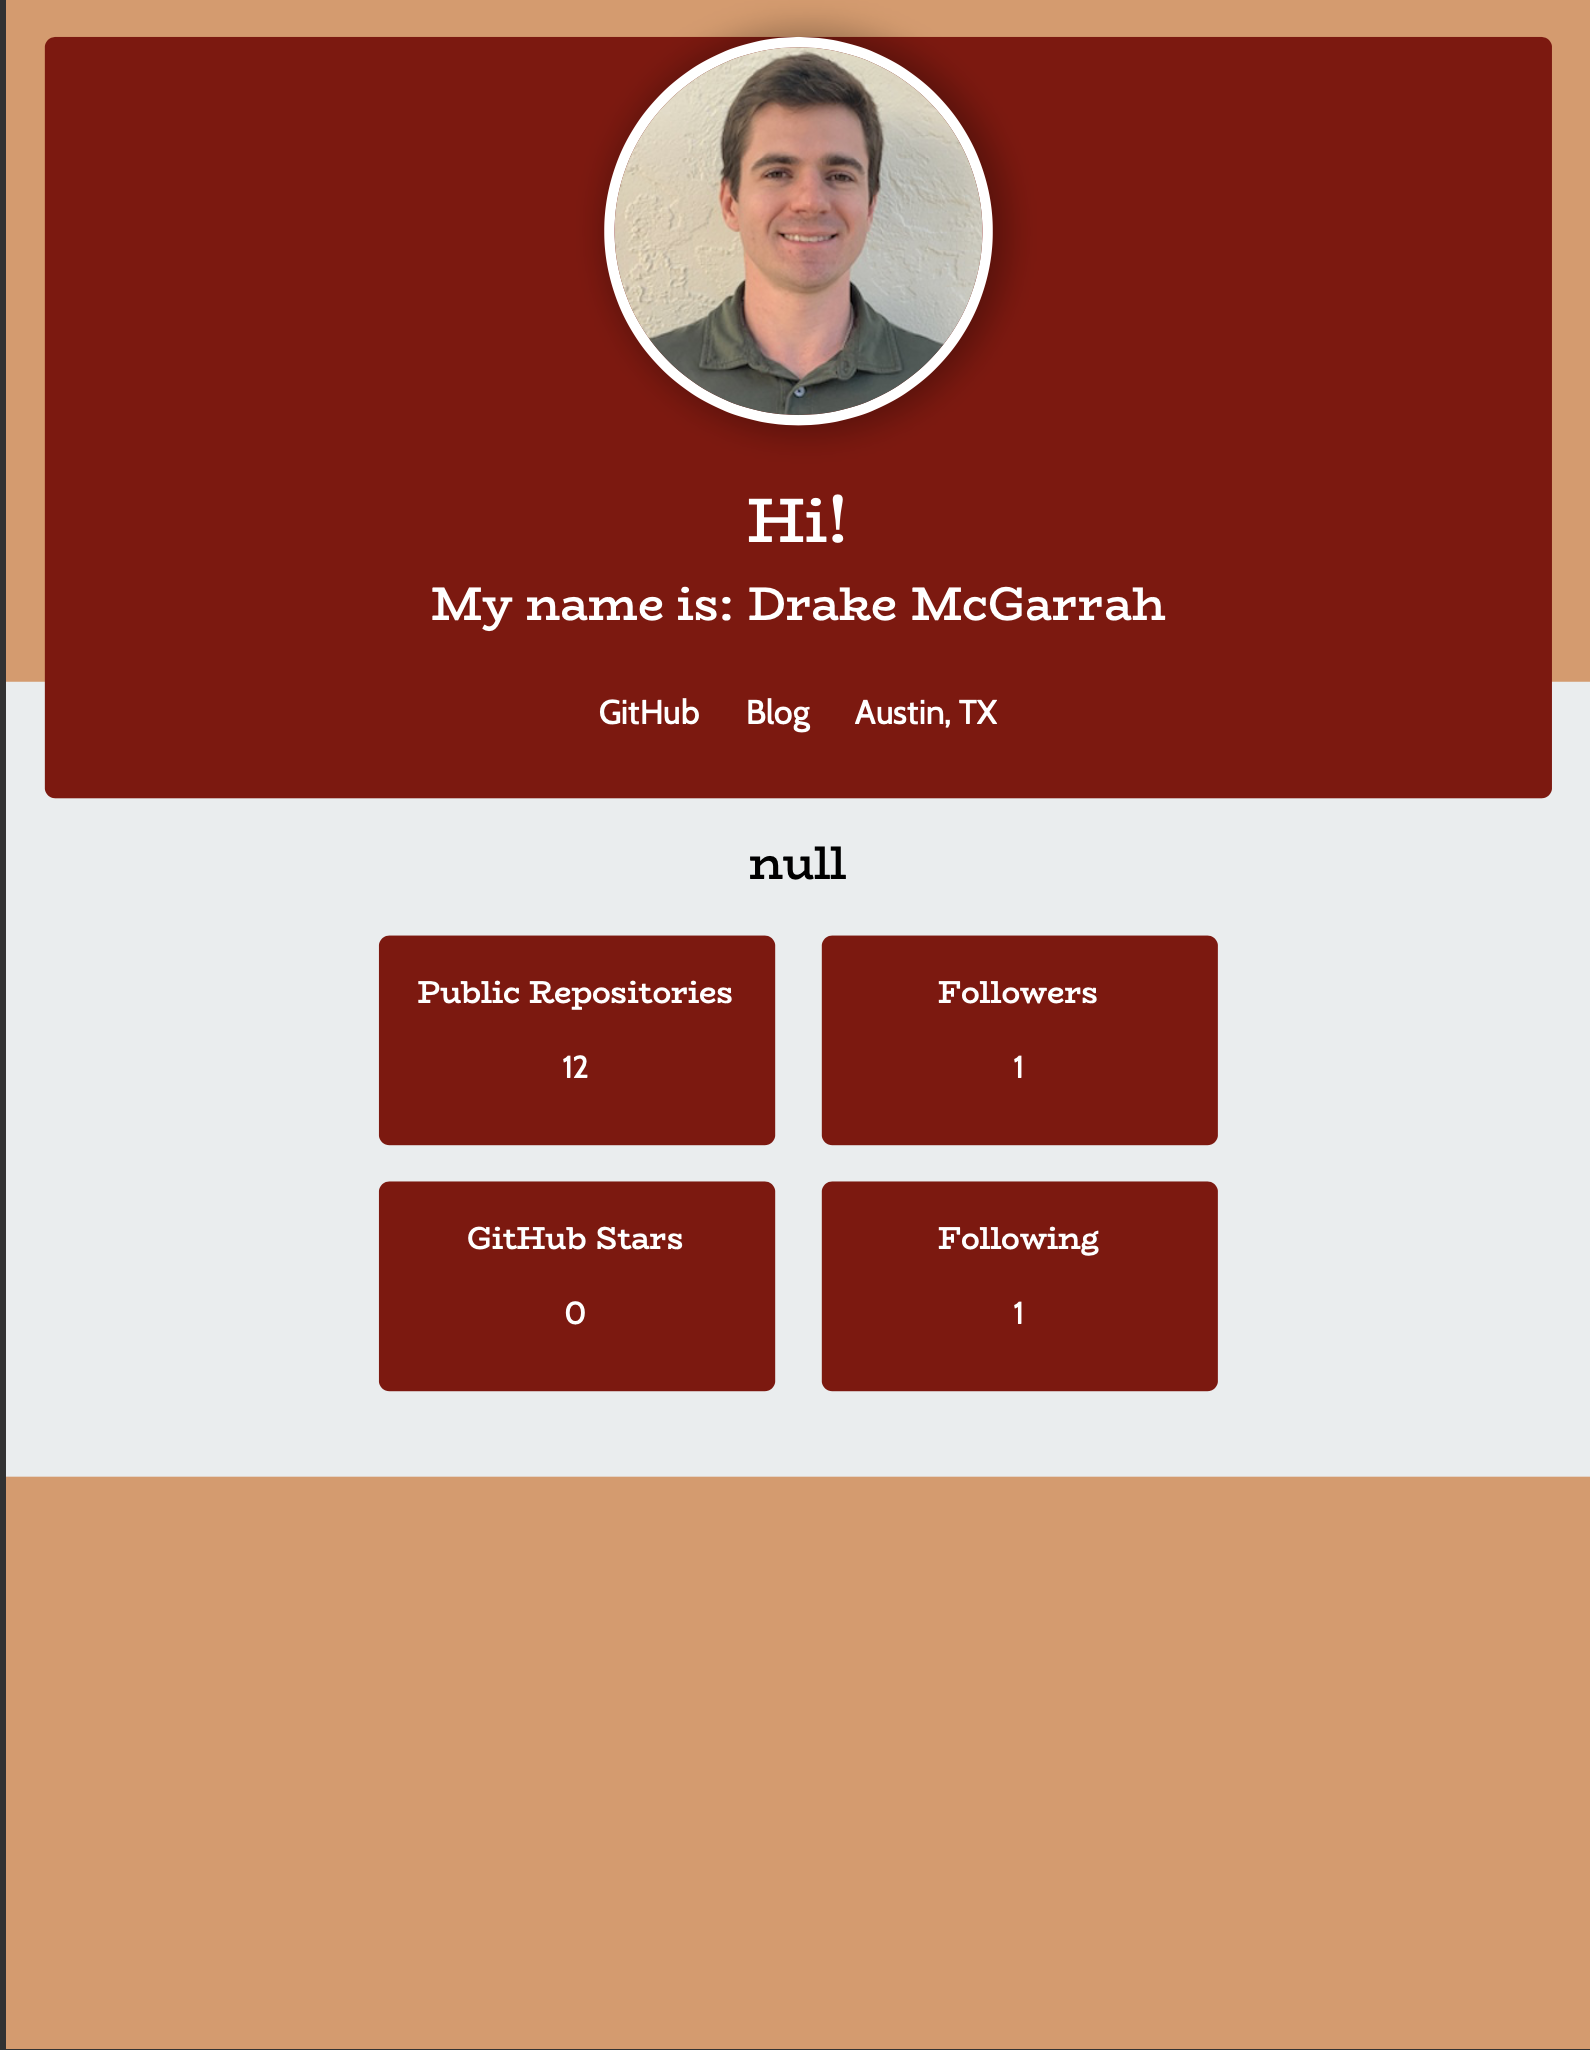 Hi!
My name is: Drake McGarrah
GitHub Blog Austin, TX
null
Public Repositories
12
Followers
1
GitHub Stars
0
Following
1